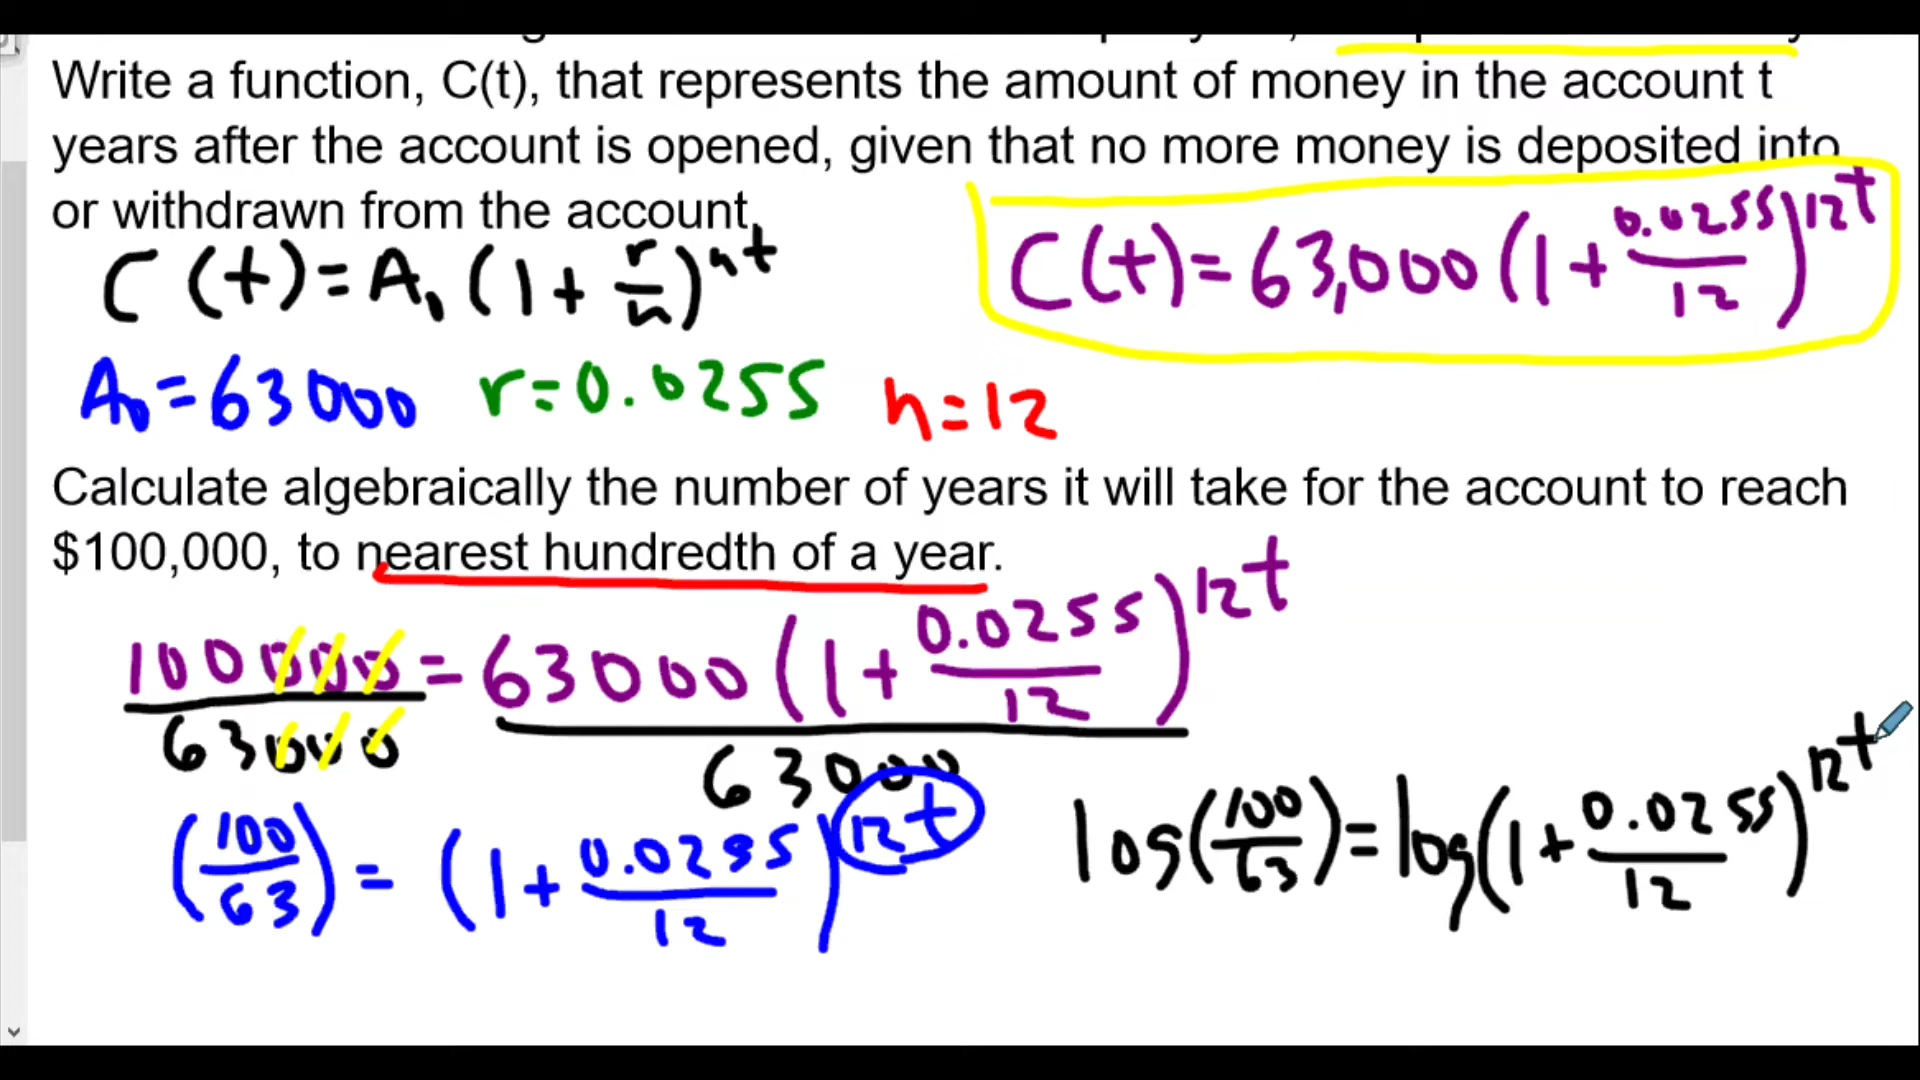 Write a function, C(t), that represents the amount of money in the account t
years after the account is opened, given that no more money is deposited into
or withdrawn from the account.
C(t)=63,000(1+0.0255/12)^12t
C(t)=A₀(1+r/n)^nt
A₀=63000 r=0.0255 n=12
Calculate algebraically the number of years it will take for the account to reach
$100,000, to nearest hundredth of a year.
100000/63000=63000(1+0.0255/12)^12t/63000
(100/63)=(1+0.0255/12)^12t
log(100/63)=log(1+0.0255/12)^12t